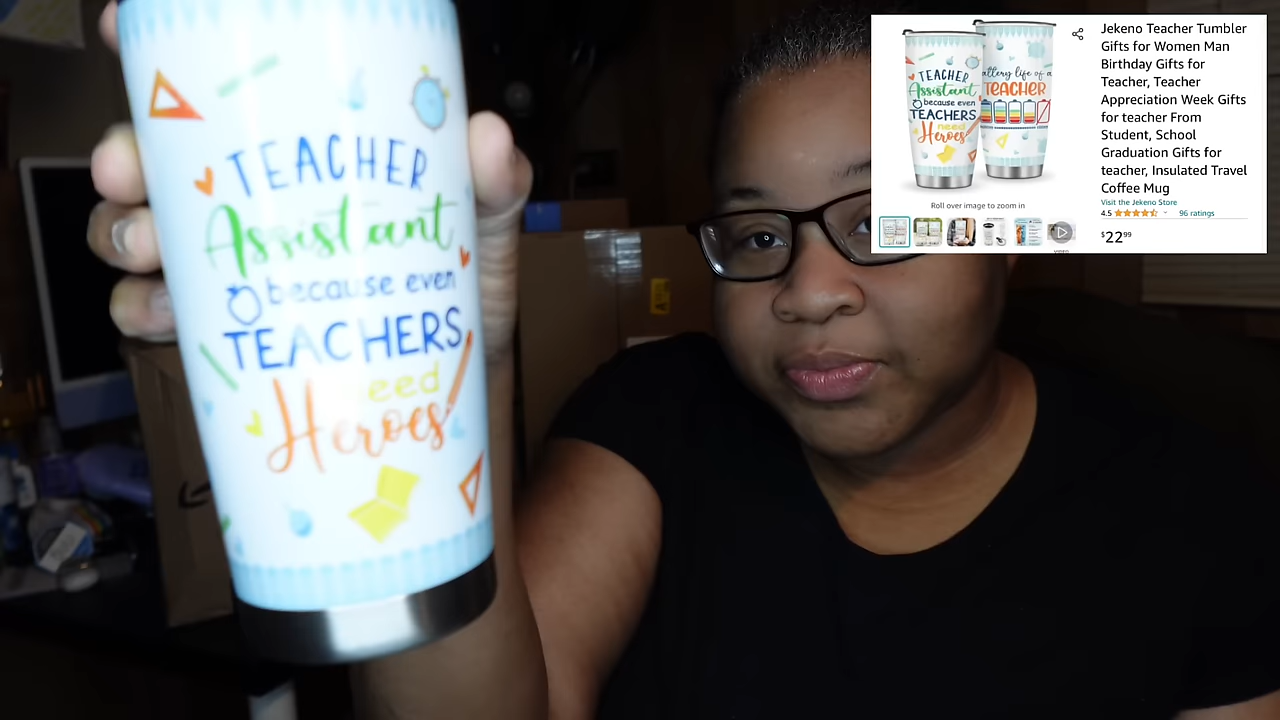 TEACHER
Assistant
because even
TEACHERS
need
Heroes
TEACHER
Assistant
because even
TEACHERS
need
Heroes
battery life of a
TEACHER
Roll over image to zoom in
VIDEO
Jekeno Teacher Tumbler
Gifts for Women Man
Birthday Gifts for
Teacher, Teacher
Appreciation Week Gifts
for teacher From
Student, School
Graduation Gifts for
teacher, Insulated Travel
Coffee Mug
Visit the Jekeno Store
4.5 96 ratings
$22.99